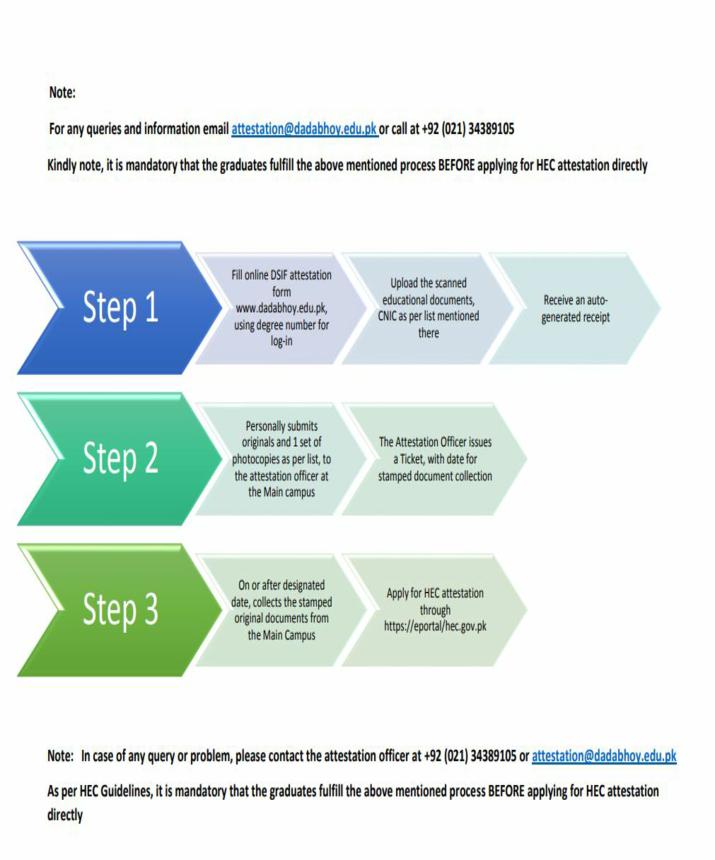 Note:
For any queries and information email attestation@dadabhoy.edu.pk or call at +92 (021) 34389105
Kindly note, it is mandatory that the graduates fulfill the above mentioned process BEFORE applying for HEC attestation directly
Step 1
Fill online DSIF attestation
form
www.dadabhoy.edu.pk,
using degree number for
log-in
Upload the scanned
educational documents,
CNIC as per list mentioned
there
Receive an auto-
generated receipt
Step 2
Personally submits
originals and 1 set of
photocopies as per list, to
the attestation officer at
the Main campus
The Attestation Officer issues
a Ticket, with date for
stamped document collection
Step 3
On or after designated
date, collects the stamped
original documents from
the Main Campus
Apply for HEC attestation
through
https://eportal/hec.gov.pk
Note: In case of any query or problem, please contact the attestation officer at +92 (021) 34389105 or attestation@dadabhoy.edu.pk
As per HEC Guidelines, it is mandatory that the graduates fulfill the above mentioned process BEFORE applying for HEC attestation
directly